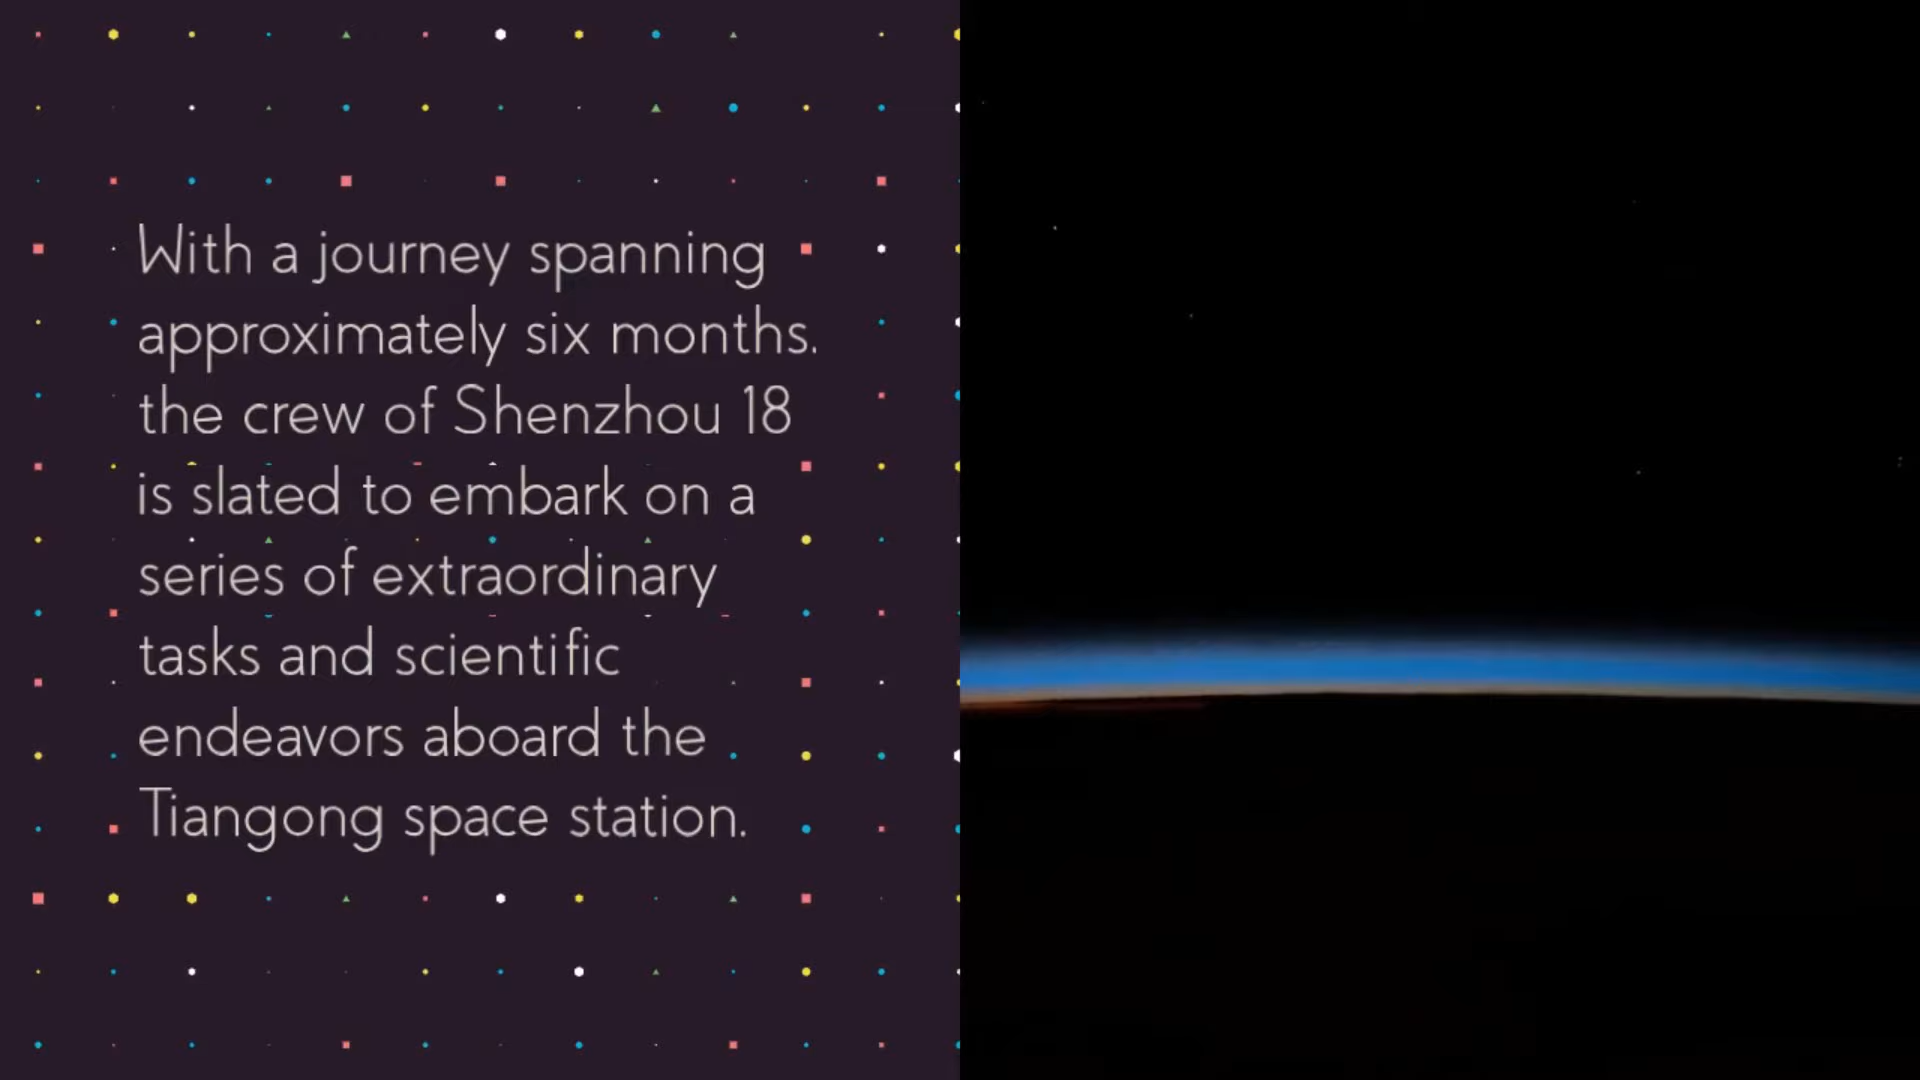 With a journey spanning
approximately six months.
the crew of Shenzhou 18
is slated to embark on a
series of extraordinary
tasks and scientific
endeavors aboard the
Tiangong space station.